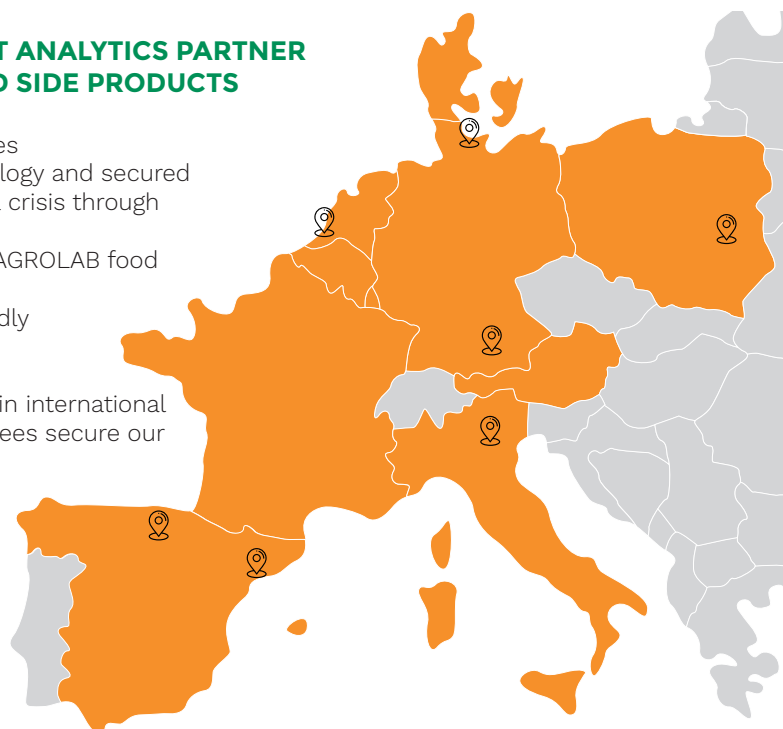 T ANALYTICS PARTNER
SIDE PRODUCTS
es
logy and secured
crisis through
AGROLAB food
dly
in international
ees secure our